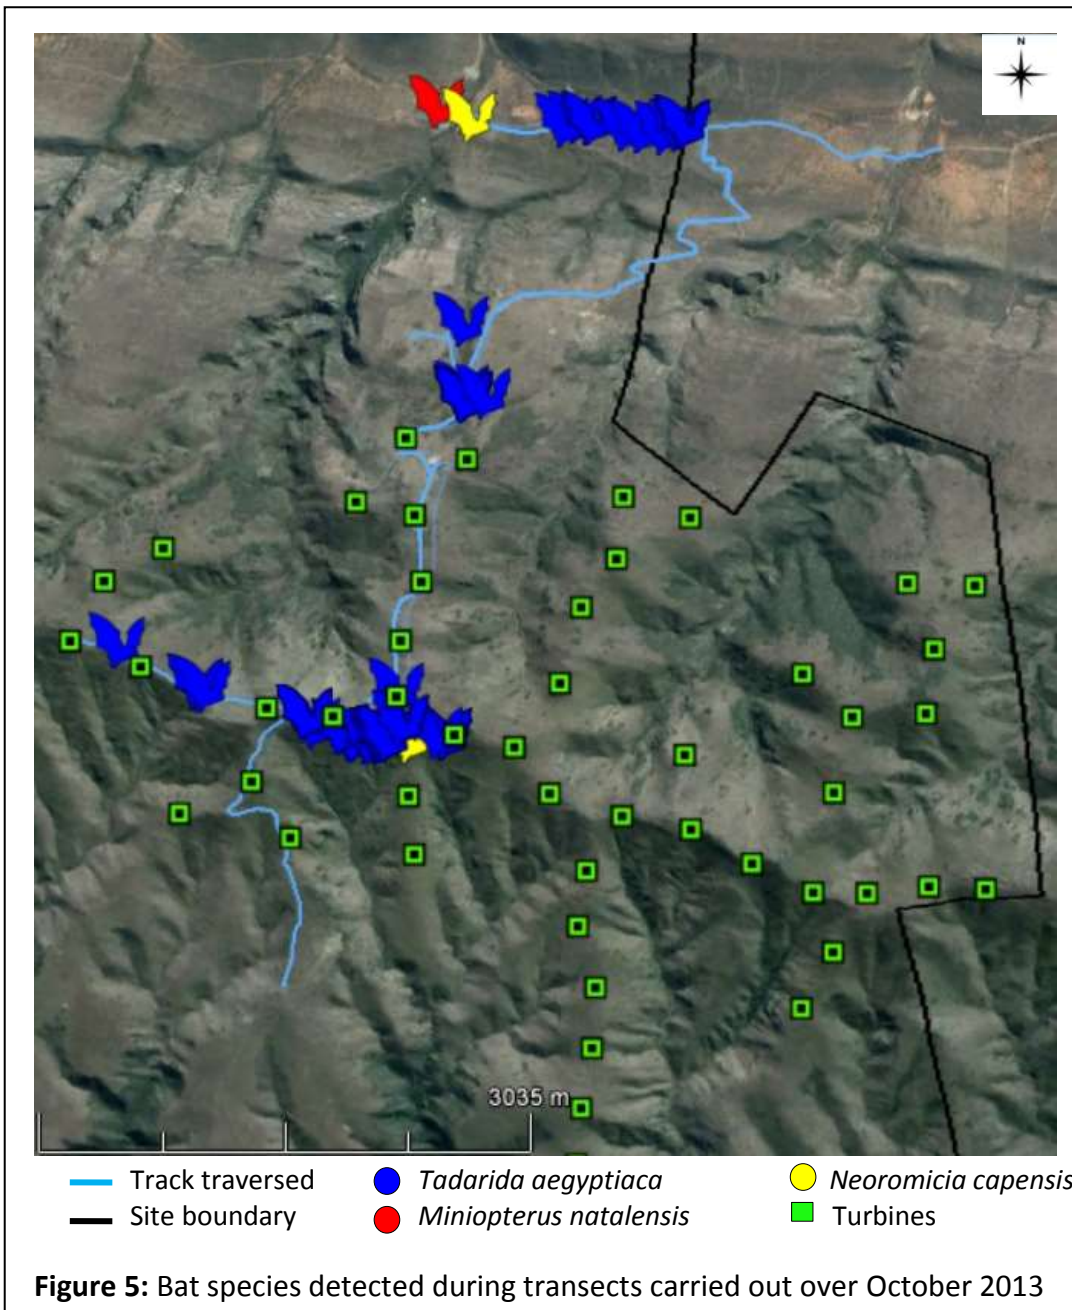 N
3035 m
Track traversed Tadarida aegyptiaca Neoromicia capensis
Site boundary Miniopterus natalensis Turbines
Figure 5: Bat species detected during transects carried out over October 2013